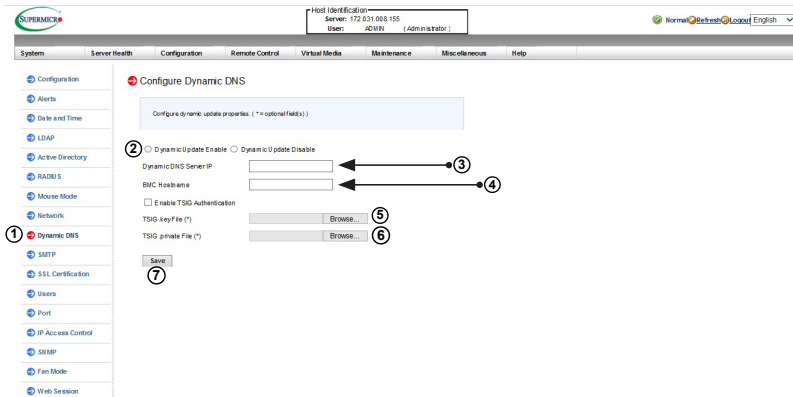 Host Identification
SUPERMICRO
Server: 172.031.008.155
User: ADMIN (Administrator)
Normal Refresh Logout English
System Server Health Configuration Remote Control Virtual Media Maintenance Miscellaneous Help
Configuration
Alerts
Date and Time
LDAP
Active Directory
RADIUS
Mouse Mode
Network
1 Dynamic DNS
SMTP
SSL Certification
Users
Port
IP Access Control
SNMP
Fan Mode
Web Session
Configure Dynamic DNS
Configure dynamic update properties. ( * = optional field(s) )
2 Dynamic Update Enable Dynamic Update Disable
Dynamic DNS Server IP 3
BMC Hostname 4
Enable TSIG Authentication
TSIG .key File (*) Browse... 5
TSIG .private File (*) Browse... 6
Save
7